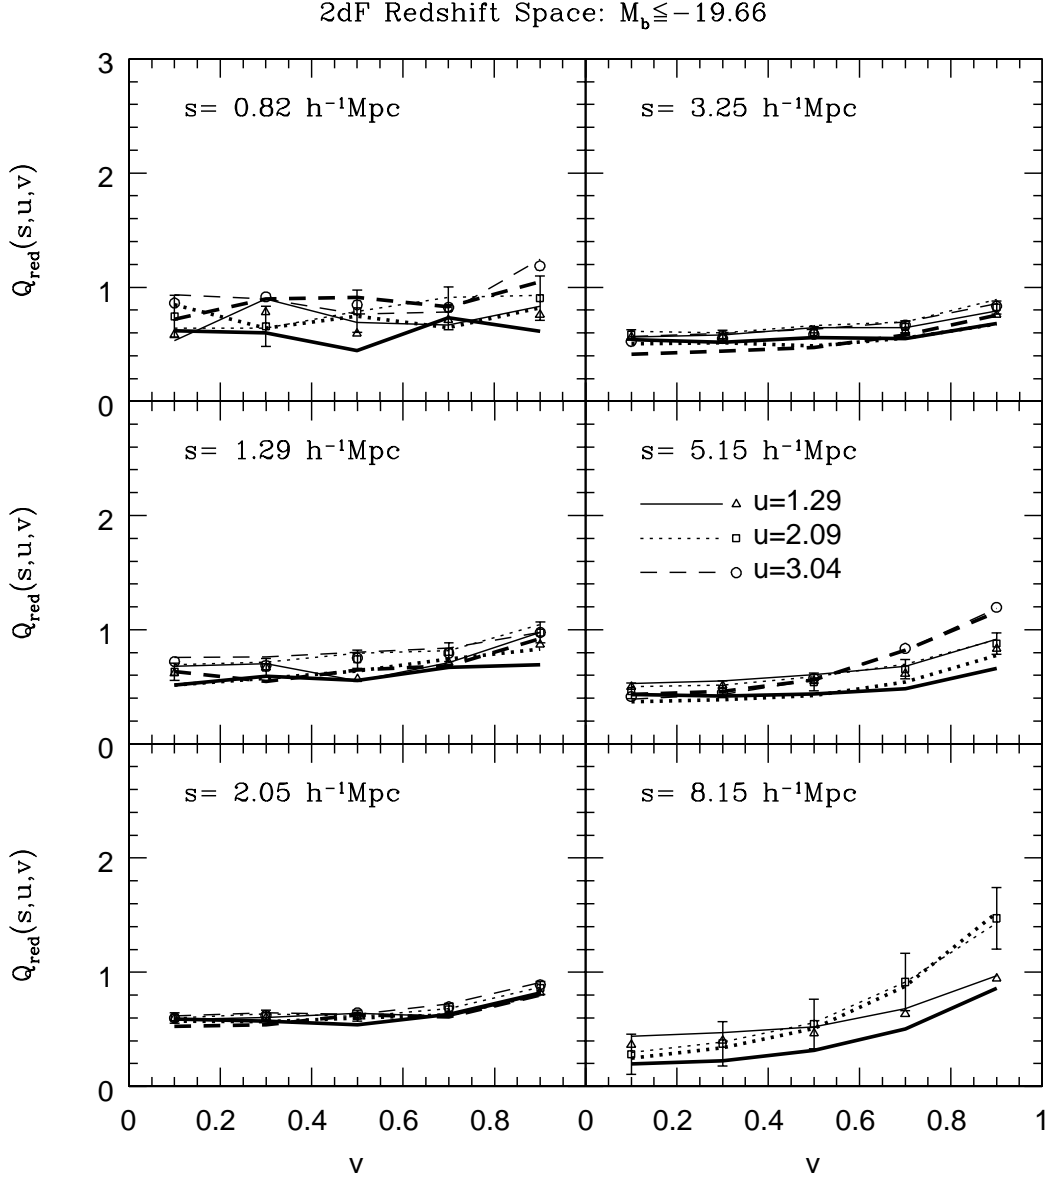 2dF Redshift Space: M_b≦−19.66
3
s= 0.82 h⁻¹Mpc
s= 3.25 h⁻¹Mpc
2
Q_red(s,u,v)
1
0
s= 1.29 h⁻¹Mpc
s= 5.15 h⁻¹Mpc
u=1.29
2
u=2.09
u=3.04
Q_red(s,u,v)
1
0
s= 2.05 h⁻¹Mpc
s= 8.15 h⁻¹Mpc
2
Q_red(s,u,v)
1
0
0 0.2 0.4 0.6 0.8 0 0.2 0.4 0.6 0.8 1
v v